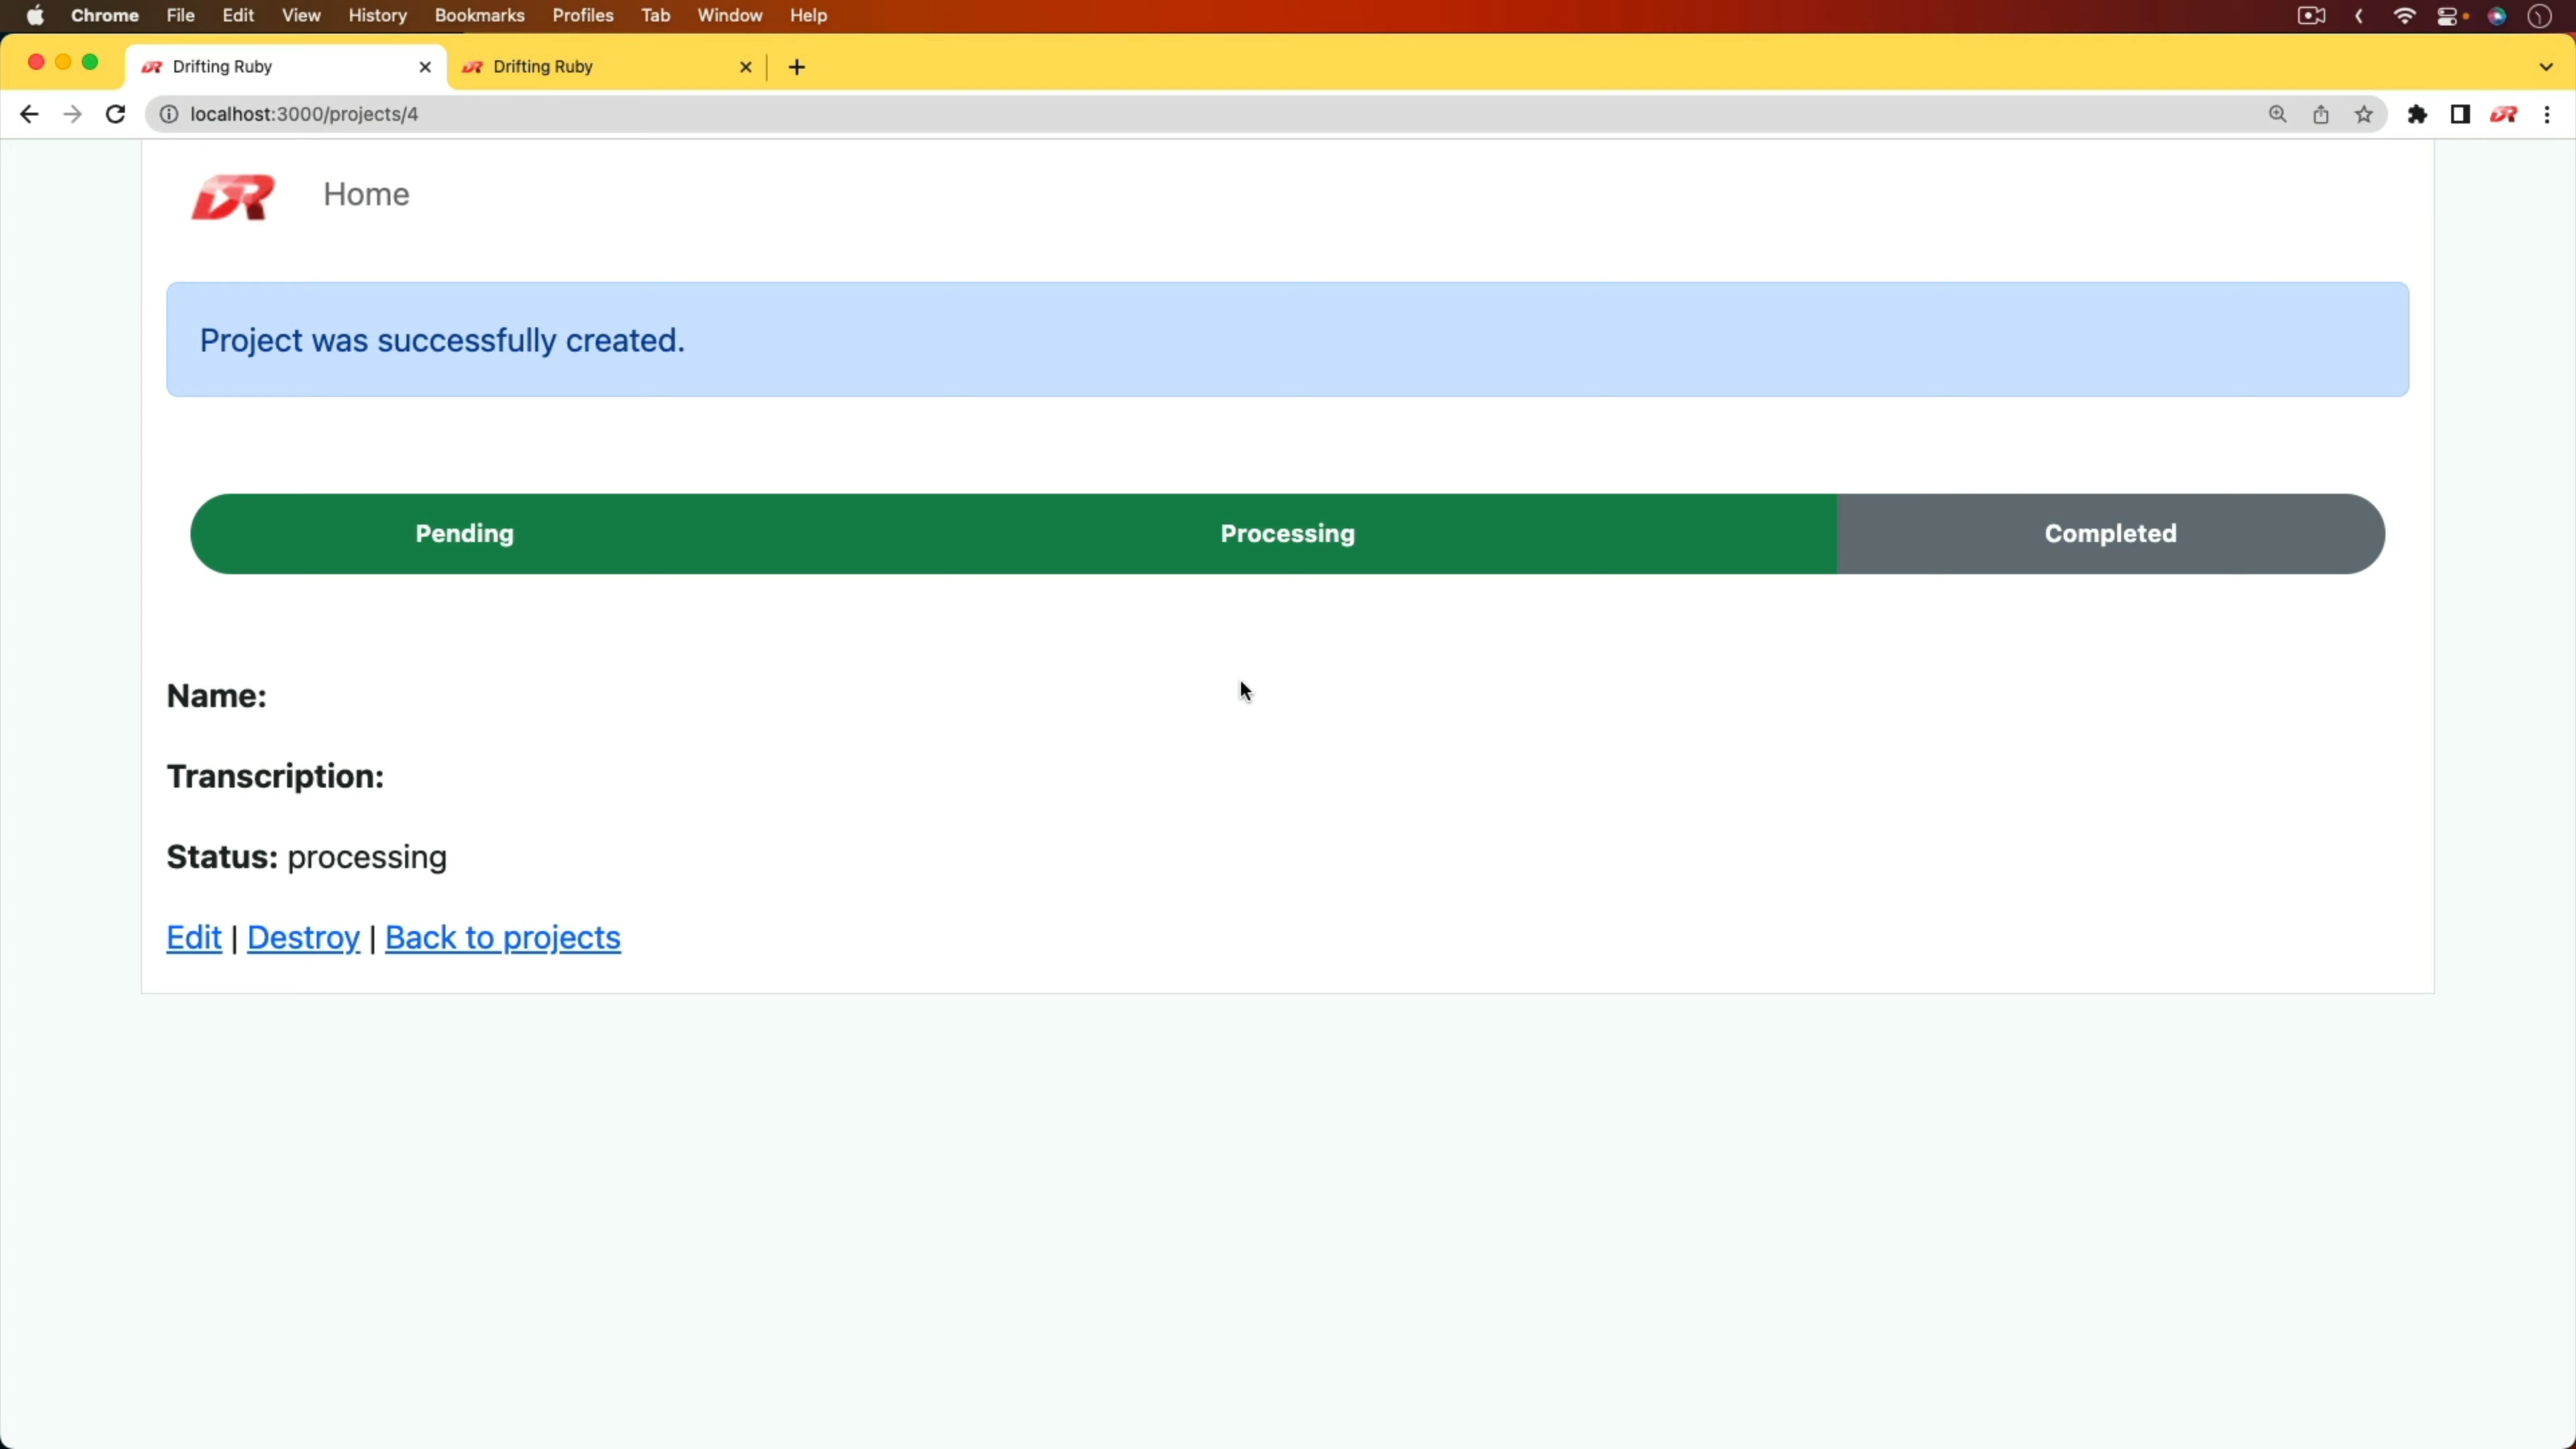 Chrome File Edit View History Bookmarks Profiles Tab Window Help
Drifting Ruby Drifting Ruby
localhost:3000/projects/4
DR Home
Project was successfully created.
Pending Processing Completed
Name:
Transcription:
Status: processing
Edit | Destroy | Back to projects